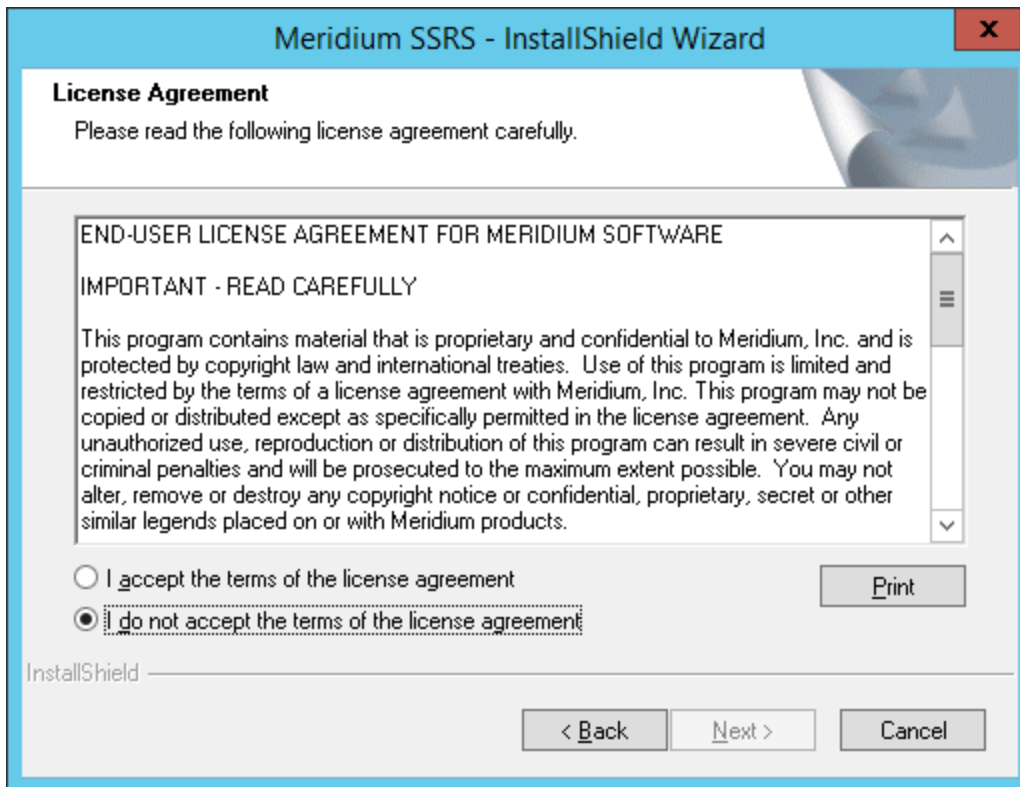 Meridium SSRS - InstallShield Wizard
x
License Agreement
Please read the following license agreement carefully.
END-USER LICENSE AGREEMENT FOR MERIDIUM SOFTWARE
IMPORTANT - READ CAREFULLY
This program contains material that is proprietary and confidential to Meridium, Inc. and is
protected by copyright law and international treaties.  Use of this program is limited and
restricted by the terms of a license agreement with Meridium, Inc. This program may not be
copied or distributed except as specifically permitted in the license agreement.  Any
unauthorized use, reproduction or distribution of this program can result in severe civil or
criminal penalties and will be prosecuted to the maximum extent possible.  You may not
alter, remove or destroy any copyright notice or confidential, proprietary, secret or other
similar legends placed on or with Meridium products.
I accept the terms of the license agreement
Print
I do not accept the terms of the license agreement
InstallShield
< Back
Next >
Cancel